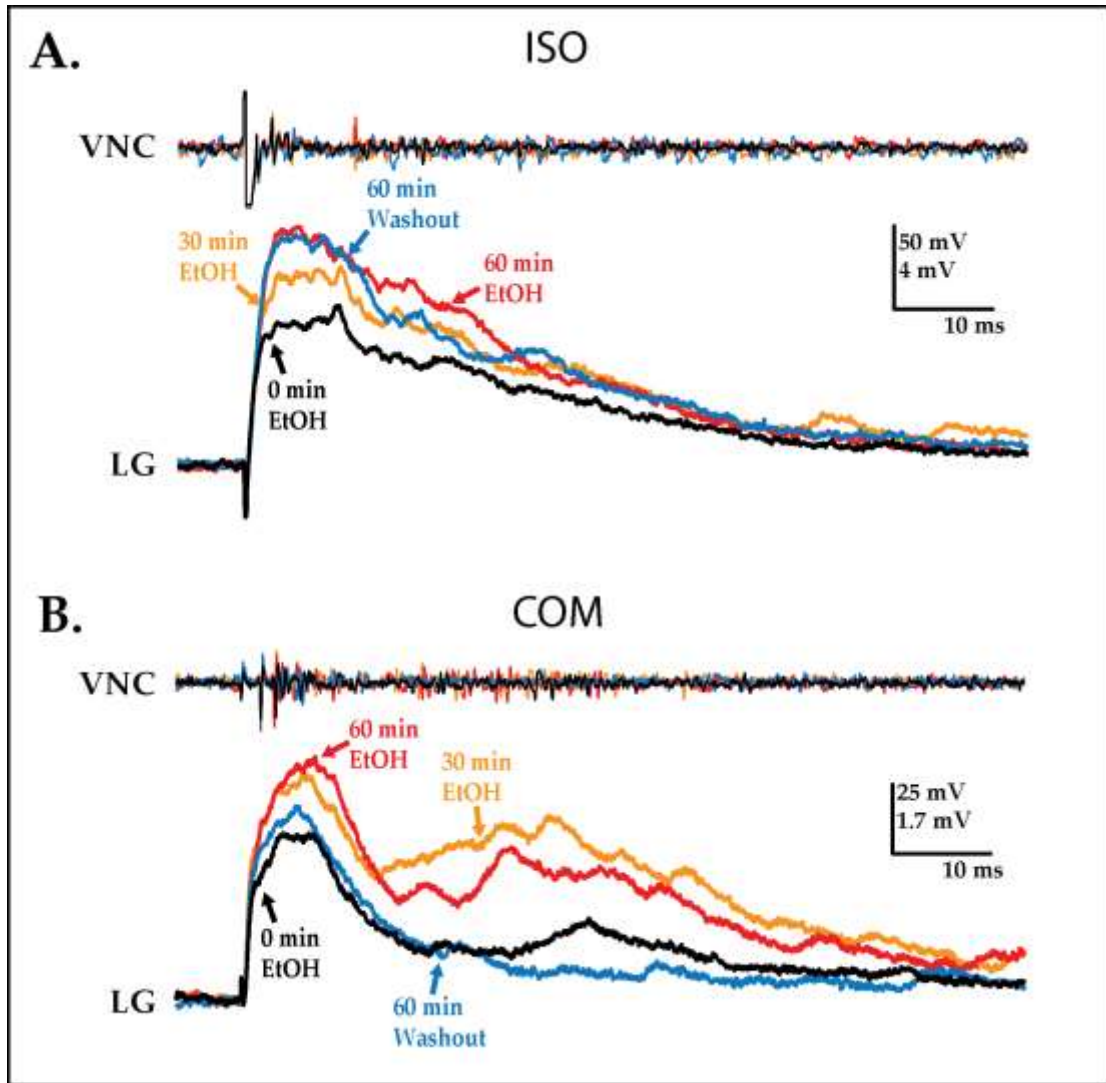 A.
ISO
VNC
60 min
Washout
30 min
EtOH
60 min
EtOH
50 mV
4 mV
10 ms
0 min
EtOH
LG
B.
COM
VNC
60 min
EtOH
30 min
EtOH
25 mV
1.7 mV
10 ms
0 min
EtOH
60 min
Washout
LG